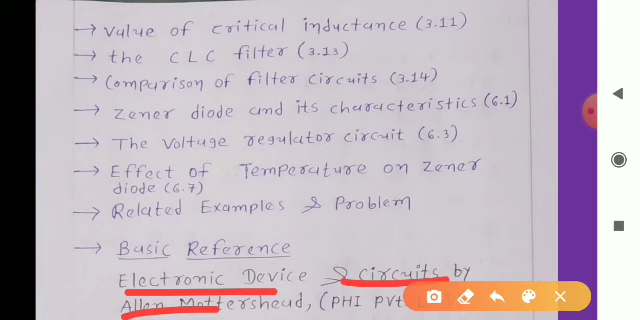 → Value of critical inductance (3.11)
→ the CLC filter (3.13)
→ Comparison of filter circuits (3.14)
→ Zener diode and its characteristics (6.1)
→ The Voltage regulator circuit (6.3)
→ Effect of Temperature on Zener
diode (6.7)
→ Related Examples & Problem
→ Basic Reference
Electronic Device & Circuits by
Allen Mottershead, (PHI Pvt